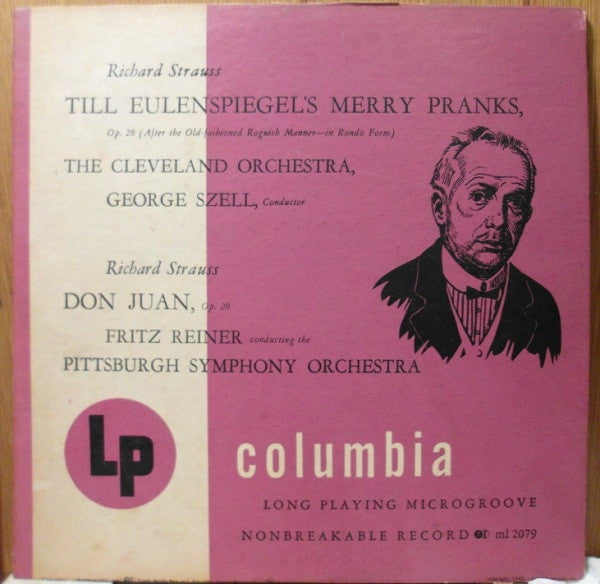 Richard Strauss
TILL EULENSPIEGEL'S MERRY PRANKS,
Op. 28 (After the Old-fashioned Roguish Manner—in Rondo Form)
THE CLEVELAND ORCHESTRA,
GEORGE SZELL, Conductor
Richard Strauss
DON JUAN, Op. 20
FRITZ REINER conducting the
PITTSBURGH SYMPHONY ORCHESTRA
LP
columbia
LONG PLAYING MICROGROOVE
NONBREAKABLE RECORD ml 2079